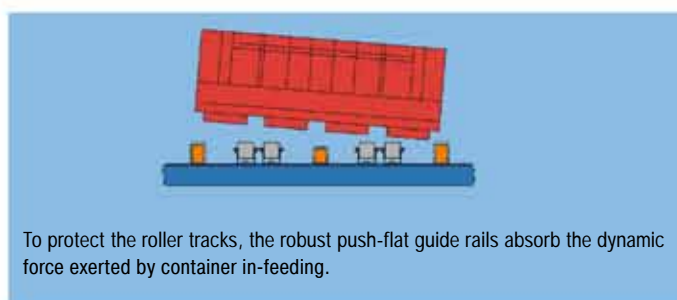 To protect the roller tracks, the robust push-flat guide rails absorb the dynamic
force exerted by container in-feeding.